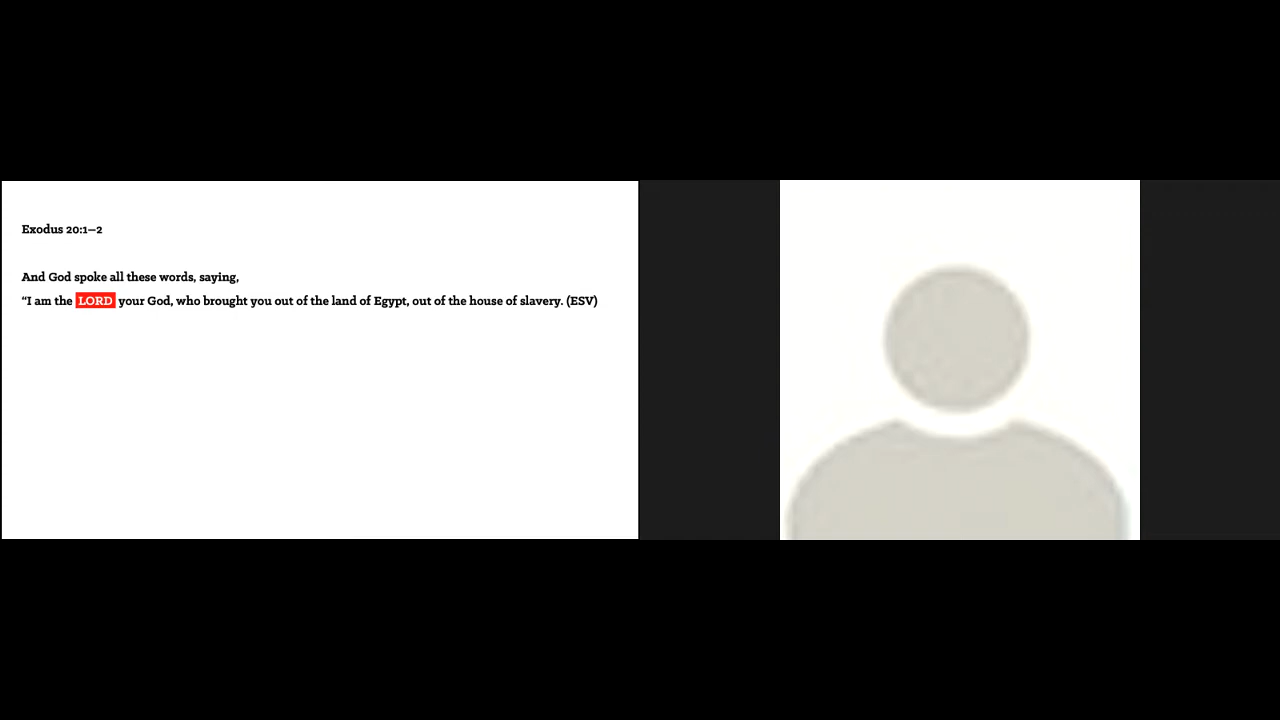 Exodus 20:1–2
And God spoke all these words, saying,
“I am the LORD your God, who brought you out of the land of Egypt, out of the house of slavery. (ESV)